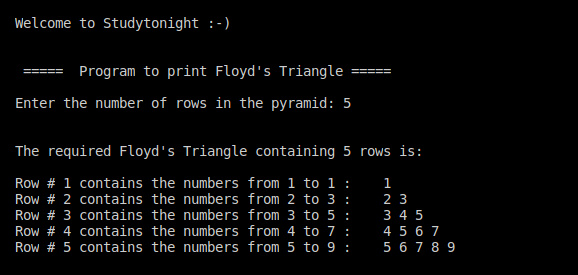 Welcome to Studytonight :-)
===== Program to print Floyd's Triangle =====
Enter the number of rows in the pyramid: 5
The required Floyd's Triangle containing 5 rows is:
Row # 1 contains the numbers from 1 to 1 : 1
Row # 2 contains the numbers from 2 to 3 : 2 3
Row # 3 contains the numbers from 3 to 5 : 3 4 5
Row # 4 contains the numbers from 4 to 7 : 4 5 6 7
Row # 5 contains the numbers from 5 to 9 : 5 6 7 8 9